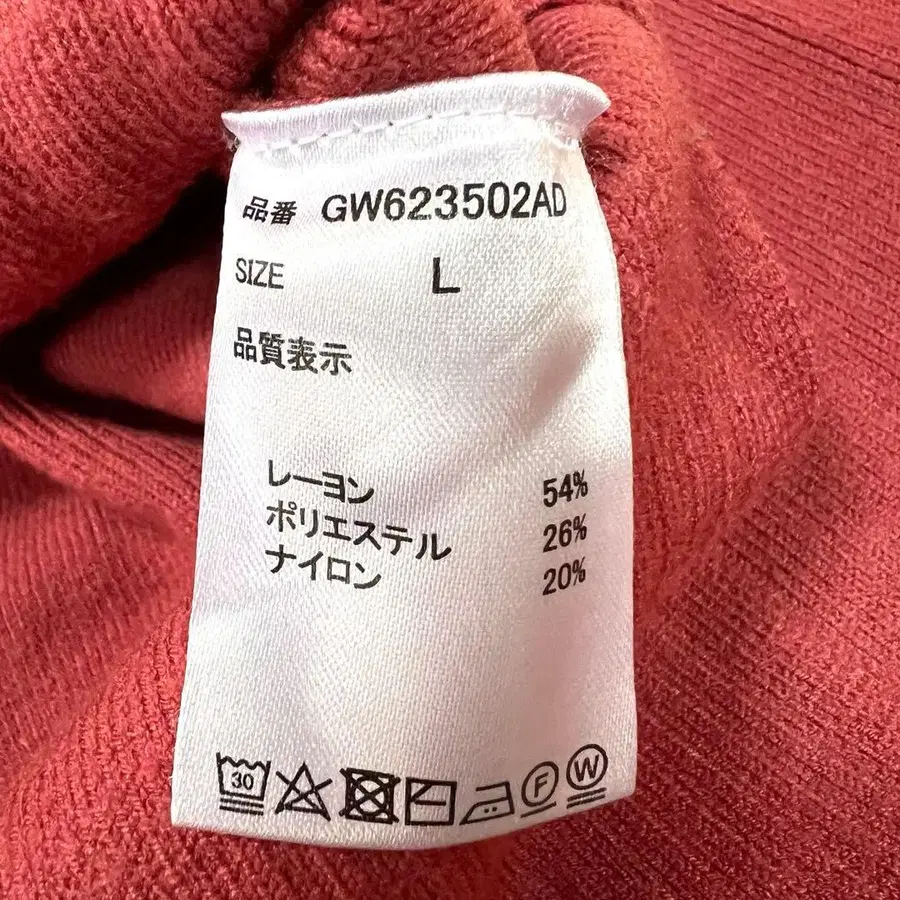 品番 GW623502AD
SIZE L
品質表示
レーヨン 54%
ポリエステル 26%
ナイロン 20%
30 F W